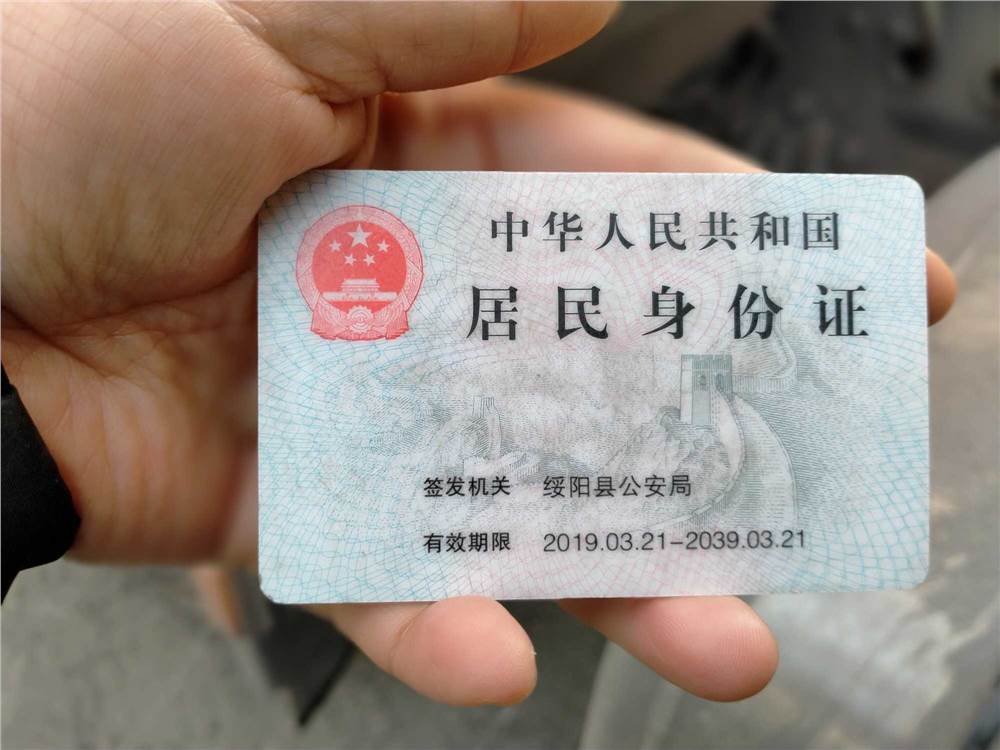 中华人民共和国
居民身份证
签发机关 绥阳县公安局
有效期限 2019.03.21-2039.03.21